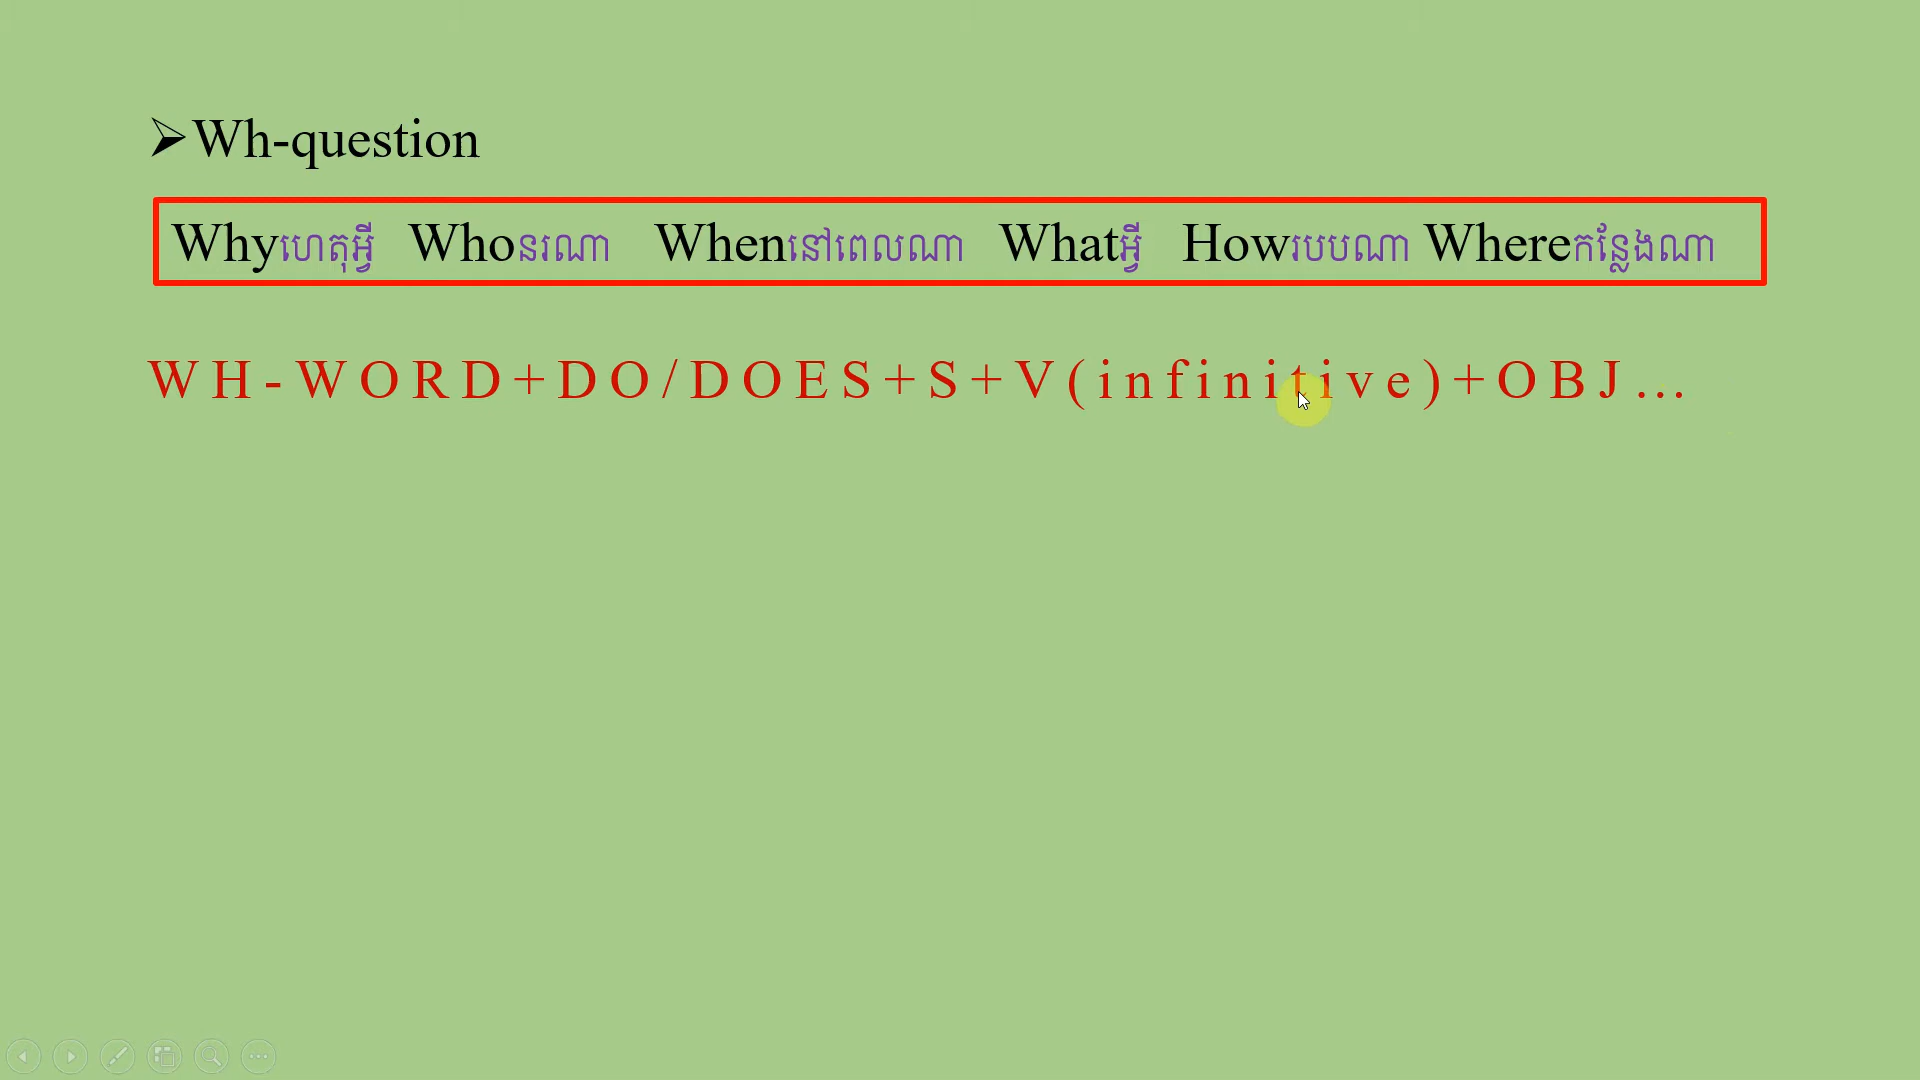 ➢Wh-question
Whyហេតុអ្វី Whoនរណា Whenនៅពេលណា Whatអ្វី Howរបបណា Whereកន្លែងណា
WH-WORD+DO/DOES+S+V(infinitive)+OBJ...